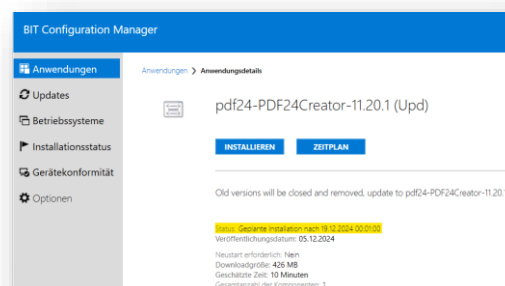 BIT Configuration Manager
Anwendungen
Updates
Betriebssysteme
Installationsstatus
Gerätekonformität
Optionen
Anwendungen > Anwendungsdetails
pdf24-PDF24Creator-11.20.1 (Upd)
INSTALLIEREN ZEITPLAN
Old versions will be closed and removed, update to pdf24-PDF24Creator-11.20.
Status: Geplante Installation nach 19.12.2024 00:01:00
Veröffentlichungsdatum: 05.12.2024
Neustart erforderlich: Nein
Downloadgröße: 426 MB
Geschätzte Zeit: 10 Minuten
Gesamtanzahl der Komponenten: 1